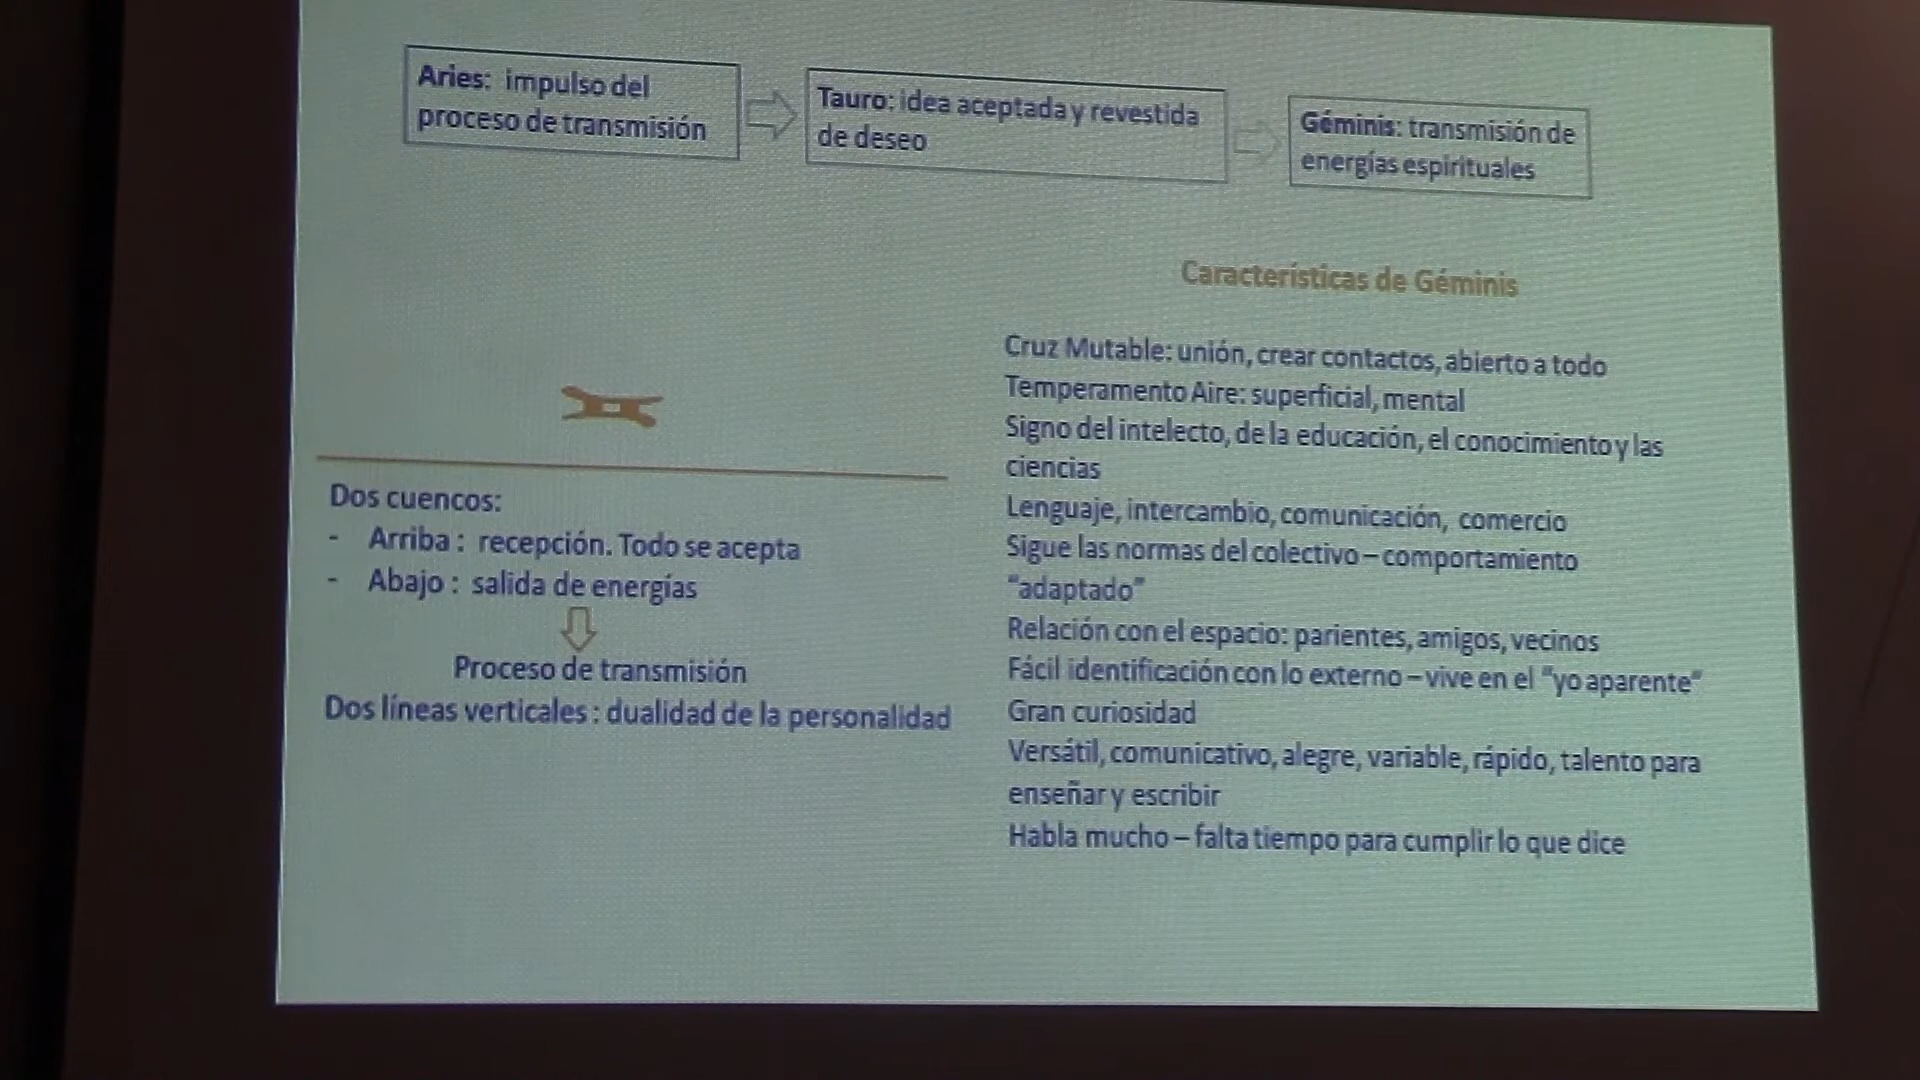 Aries: impulso del
proceso de transmisión
Tauro: idea aceptada y revestida
de deseo
Géminis: transmisión de
energías espirituales
Dos cuencos:
- Arriba : recepción. Todo se acepta
- Abajo : salida de energías
Proceso de transmisión
Dos líneas verticales : dualidad de la personalidad
Características de Géminis
Cruz Mutable: unión, crear contactos, abierto a todo
Temperamento Aire: superficial, mental
Signo del intelecto, de la educación, el conocimiento y las
ciencias
Lenguaje, intercambio, comunicación, comercio
Sigue las normas del colectivo – comportamiento
“adaptado”
Relación con el espacio: parientes, amigos, vecinos
Fácil identificación con lo externo – vive en el “yo aparente“
Gran curiosidad
Versátil, comunicativo, alegre, variable, rápido, talento para
enseñar y escribir
Habla mucho – falta tiempo para cumplir lo que dice